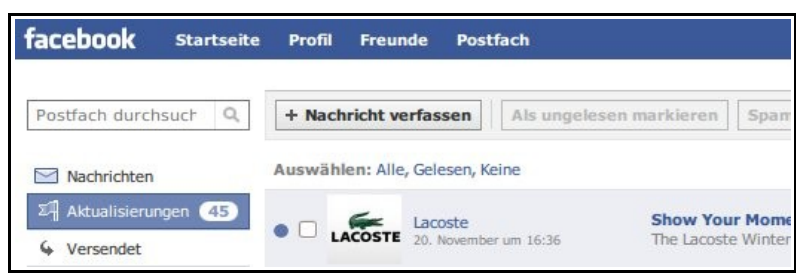 facebook Startseite Profil Freunde Postfach
Postfach durchsuch
+ Nachricht verfassen Als ungelesen markieren Spam
Auswählen: Alle, Gelesen, Keine
Nachrichten
Aktualisierungen 45
Versendet
LACOSTE
Lacoste
20. November um 16:36
Show Your Mome
The Lacoste Winter